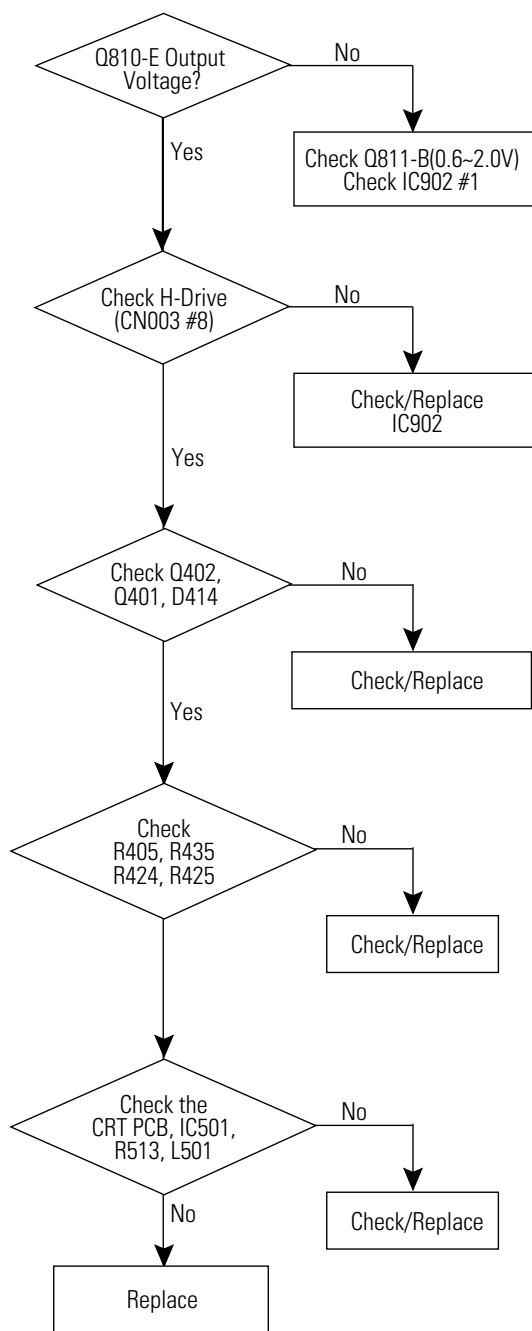 Q810-E Output
Voltage?
No
Yes
Check Q811-B(0.6~2.0V)
Check IC902 #1
Check H-Drive
(CN003 #8)
No
Check/Replace
IC902
Yes
Check Q402,
Q401, D414
No
Check/Replace
Yes
Check
R405, R435
R424, R425
No
Check/Replace
Check the
CRT PCB, IC501,
R513, L501
No
Check/Replace
No
Replace